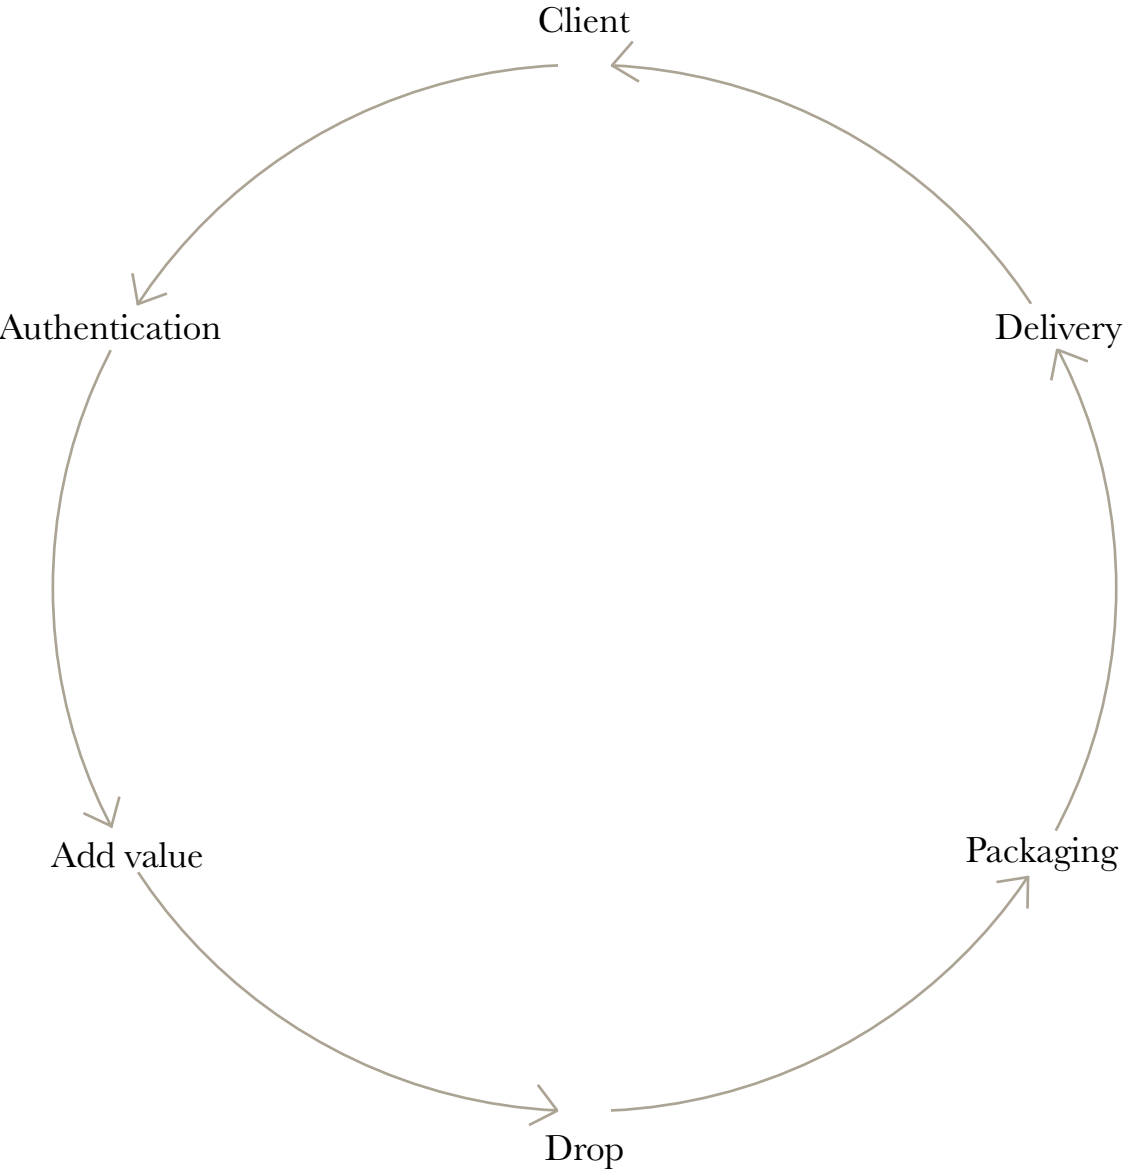 Client
Authentication
Delivery
Add value
Packaging
Drop